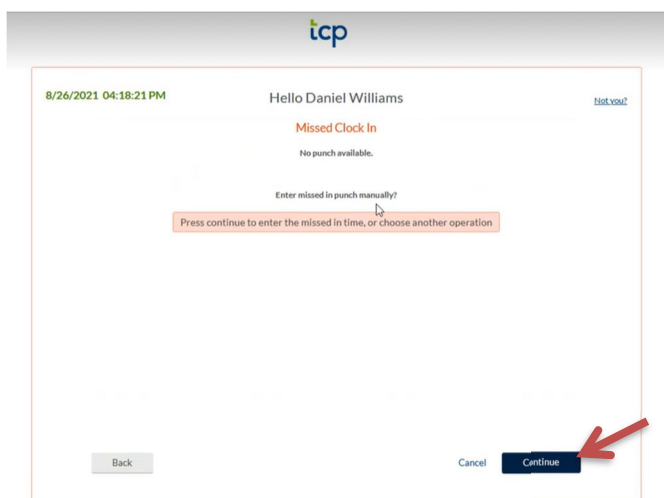 tcp
8/26/2021 04:18:21 PM
Hello Daniel Williams
Not you?
Missed Clock In
No punch available.
Enter missed in punch manually?
Press continue to enter the missed in time, or choose another operation
Back
Cancel
Continue